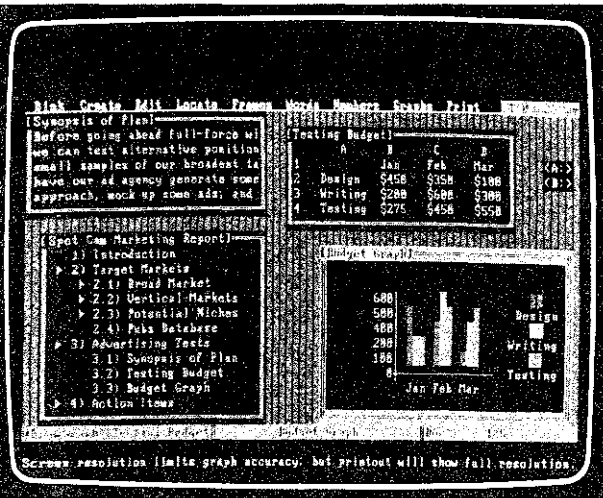 Disk Create Edit Locate Frames Words Numbers Graphs Print
[Synopsis of Plan]
Before going ahead full-force wi
we can test alternative position
small samples of our broadest ta
have our ad agency generate some
approach, mock up some ads, and
[Testing Budget]
A B C D
1 Jan Feb Mar
2 Design $450 $350 $100
3 Writing $200 $600 $300
4 Testing $275 $450 $550
<A:>
<B:>
[Spot Cam Marketing Report]
1) Introduction
2) Target Markets
2.1) Broad Market
2.2) Vertical Markets
2.3) Potential Niches
2.4) Pubs Database
3) Advertising Tests
3.1) Synopsis of Plan
3.2) Testing Budget
3.3) Budget Graph
4) Action Items
[Budget Graph]
600
500
400
300
200
100
0
Jan Feb Mar
Design
Writing
Testing
Screen resolution limits graph accuracy, but printout will show full resolution.